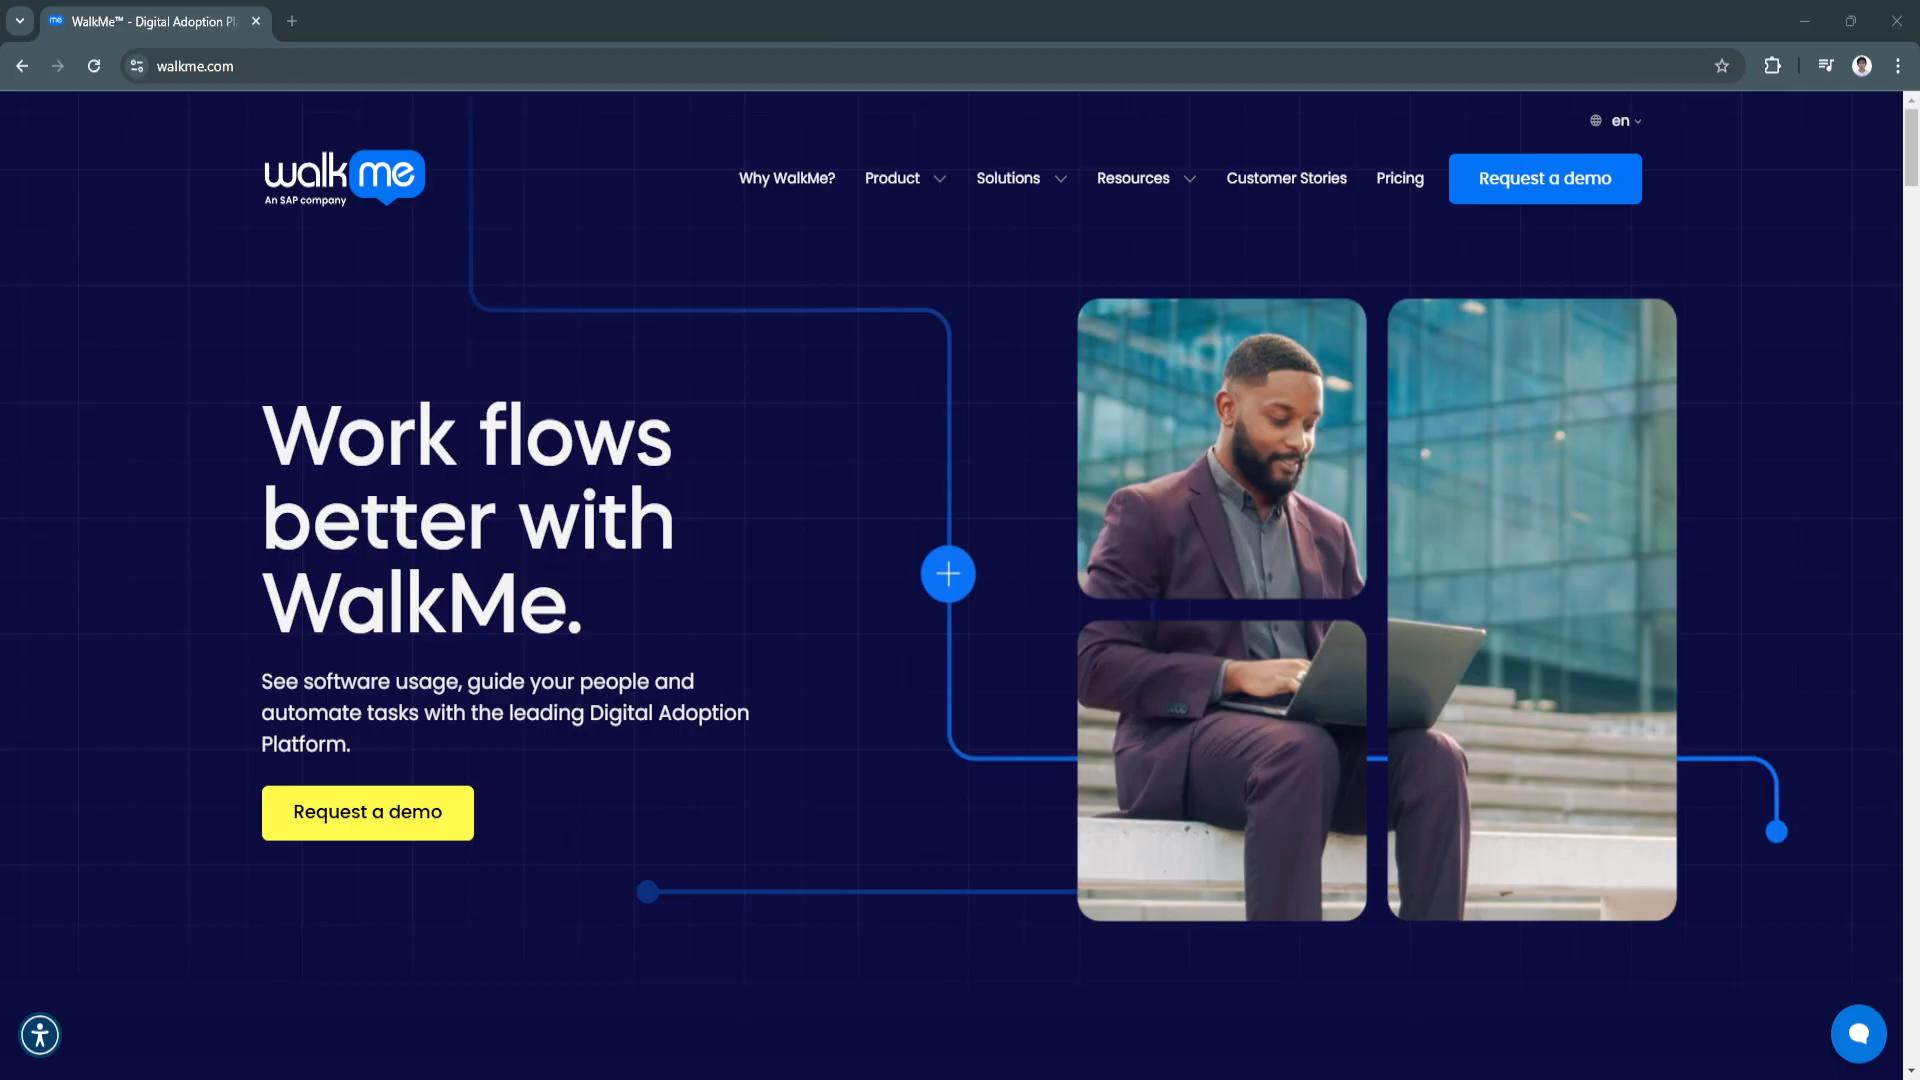 me WalkMe™ - Digital Adoption Pl
walkme.com
en
walk me
An SAP company
Why WalkMe? Product Solutions Resources Customer Stories Pricing Request a demo
Work flows
better with
WalkMe.
See software usage, guide your people and
automate tasks with the leading Digital Adoption
Platform.
Request a demo